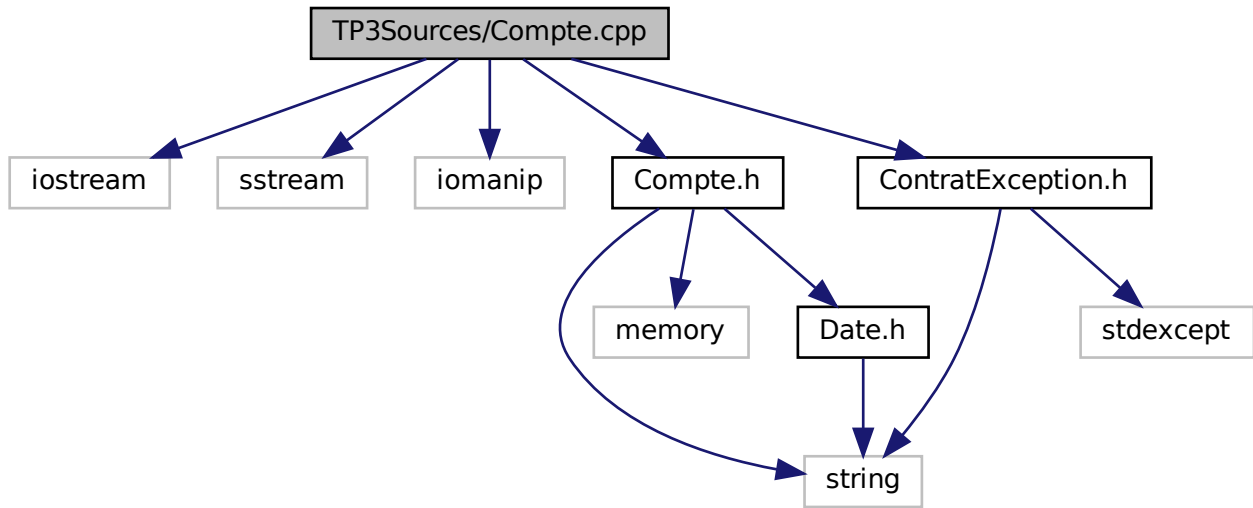 TP3Sources/Compte.cpp
iostream
sstream
iomanip
Compte.h
ContratException.h
memory
Date.h
stdexcept
string